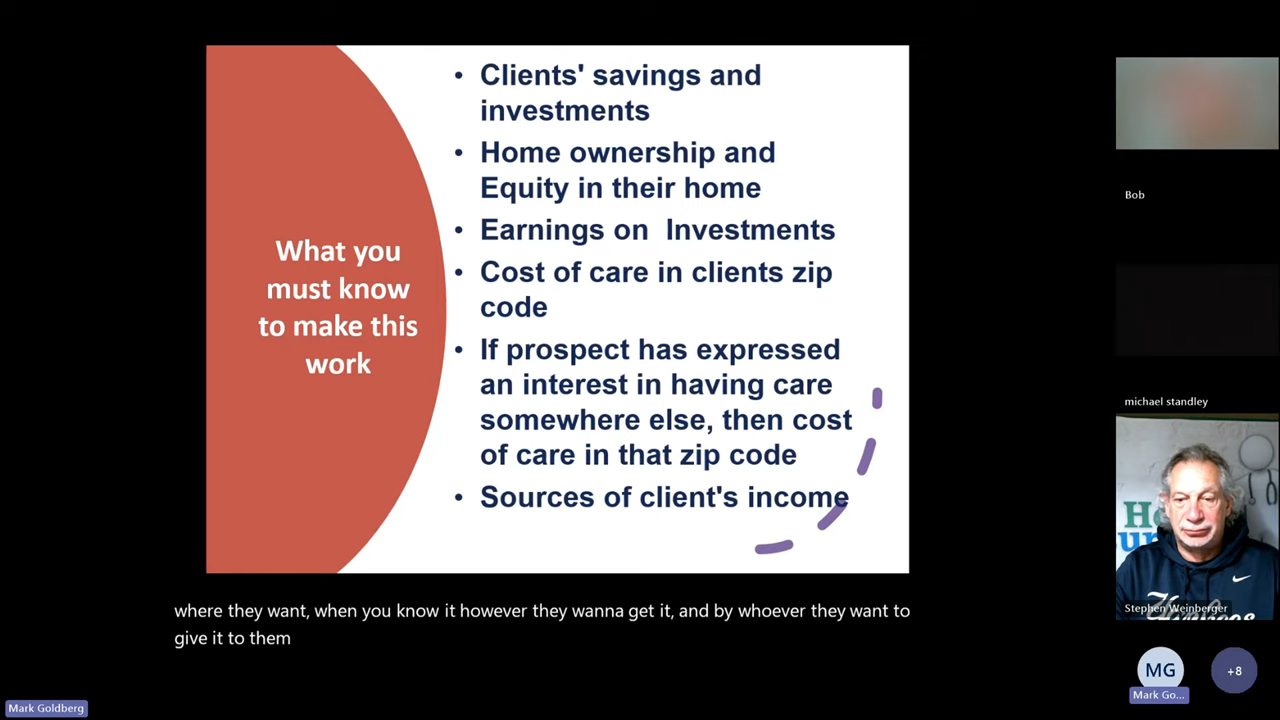 What you
must know
to make this
work
• Clients' savings and
investments
• Home ownership and
Equity in their home
• Earnings on  Investments
• Cost of care in clients zip
code
• If prospect has expressed
an interest in having care
somewhere else, then cost
of care in that zip code
• Sources of client's income
where they want, when you know it however they wanna get it, and by whoever they want to
give it to them
Mark Goldberg
Bob
michael standley
Stephen Weinberger
MG
Mark Go...
+8